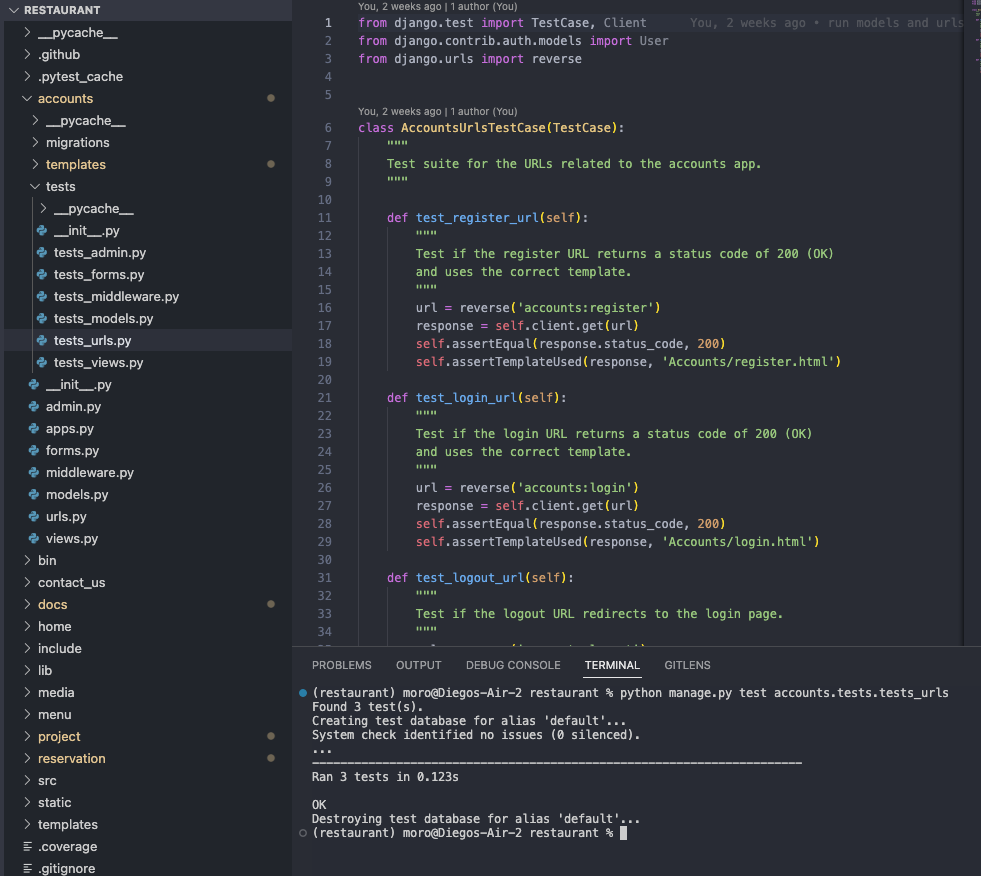 RESTAURANT
__pycache__
.github
.pytest_cache
accounts
__pycache__
migrations
templates
tests
__pycache__
__init__.py
tests_admin.py
tests_forms.py
tests_middleware.py
tests_models.py
tests_urls.py
tests_views.py
__init__.py
admin.py
apps.py
forms.py
middleware.py
models.py
urls.py
views.py
bin
contact_us
docs
home
include
lib
media
menu
project
reservation
src
static
templates
.coverage
.gitignore
You, 2 weeks ago | 1 author (You)
1 from django.test import TestCase, Client You, 2 weeks ago • run models and urls
2 from django.contrib.auth.models import User
3 from django.urls import reverse
4
5
You, 2 weeks ago | 1 author (You)
6 class AccountsUrlsTestCase(TestCase):
7 """
8 Test suite for the URLs related to the accounts app.
9 """
10
11 def test_register_url(self):
12 """
13 Test if the register URL returns a status code of 200 (OK)
14 and uses the correct template.
15 """
16 url = reverse('accounts:register')
17 response = self.client.get(url)
18 self.assertEqual(response.status_code, 200)
19 self.assertTemplateUsed(response, 'Accounts/register.html')
20
21 def test_login_url(self):
22 """
23 Test if the login URL returns a status code of 200 (OK)
24 and uses the correct template.
25 """
26 url = reverse('accounts:login')
27 response = self.client.get(url)
28 self.assertEqual(response.status_code, 200)
29 self.assertTemplateUsed(response, 'Accounts/login.html')
30
31 def test_logout_url(self):
32 """
33 Test if the logout URL redirects to the login page.
34 """
PROBLEMS OUTPUT DEBUG CONSOLE TERMINAL GITLENS
(restaurant) moro@Diegos-Air-2 restaurant % python manage.py test accounts.tests.tests_urls
Found 3 test(s).
Creating test database for alias 'default'...
System check identified no issues (0 silenced).
...
----------------------------------------------------------------------
Ran 3 tests in 0.123s
OK
Destroying test database for alias 'default'...
(restaurant) moro@Diegos-Air-2 restaurant %